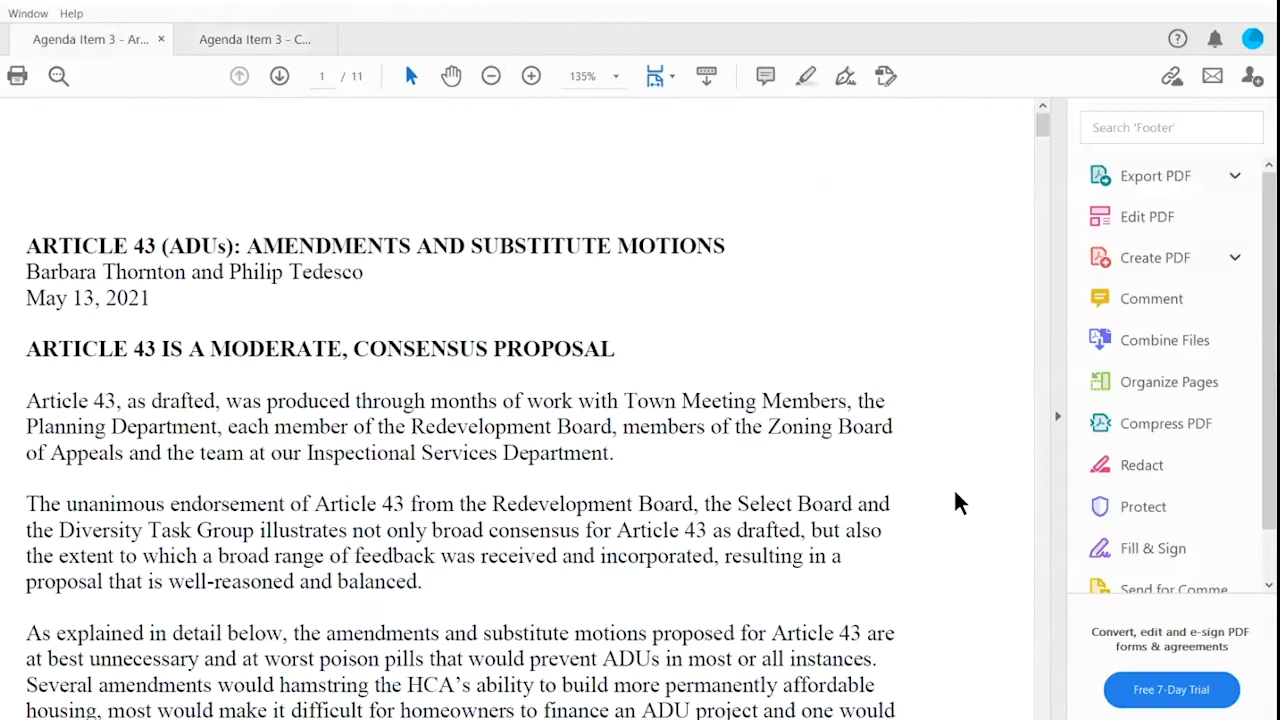 Window Help
Agenda Item 3 - Ar... × Agenda Item 3 - C...
1 / 11 135%
Search 'Footer'
Export PDF
Edit PDF
Create PDF
Comment
Combine Files
Organize Pages
Compress PDF
Redact
Protect
Fill & Sign
Send for Comme
Convert, edit and e-sign PDF
forms & agreements
Free 7-Day Trial
ARTICLE 43 (ADUs): AMENDMENTS AND SUBSTITUTE MOTIONS
Barbara Thornton and Philip Tedesco
May 13, 2021
ARTICLE 43 IS A MODERATE, CONSENSUS PROPOSAL
Article 43, as drafted, was produced through months of work with Town Meeting Members, the
Planning Department, each member of the Redevelopment Board, members of the Zoning Board
of Appeals and the team at our Inspectional Services Department.
The unanimous endorsement of Article 43 from the Redevelopment Board, the Select Board and
the Diversity Task Group illustrates not only broad consensus for Article 43 as drafted, but also
the extent to which a broad range of feedback was received and incorporated, resulting in a
proposal that is well-reasoned and balanced.
As explained in detail below, the amendments and substitute motions proposed for Article 43 are
at best unnecessary and at worst poison pills that would prevent ADUs in most or all instances.
Several amendments would hamstring the HCA's ability to build more permanently affordable
housing, most would make it difficult for homeowners to finance an ADU project and one would